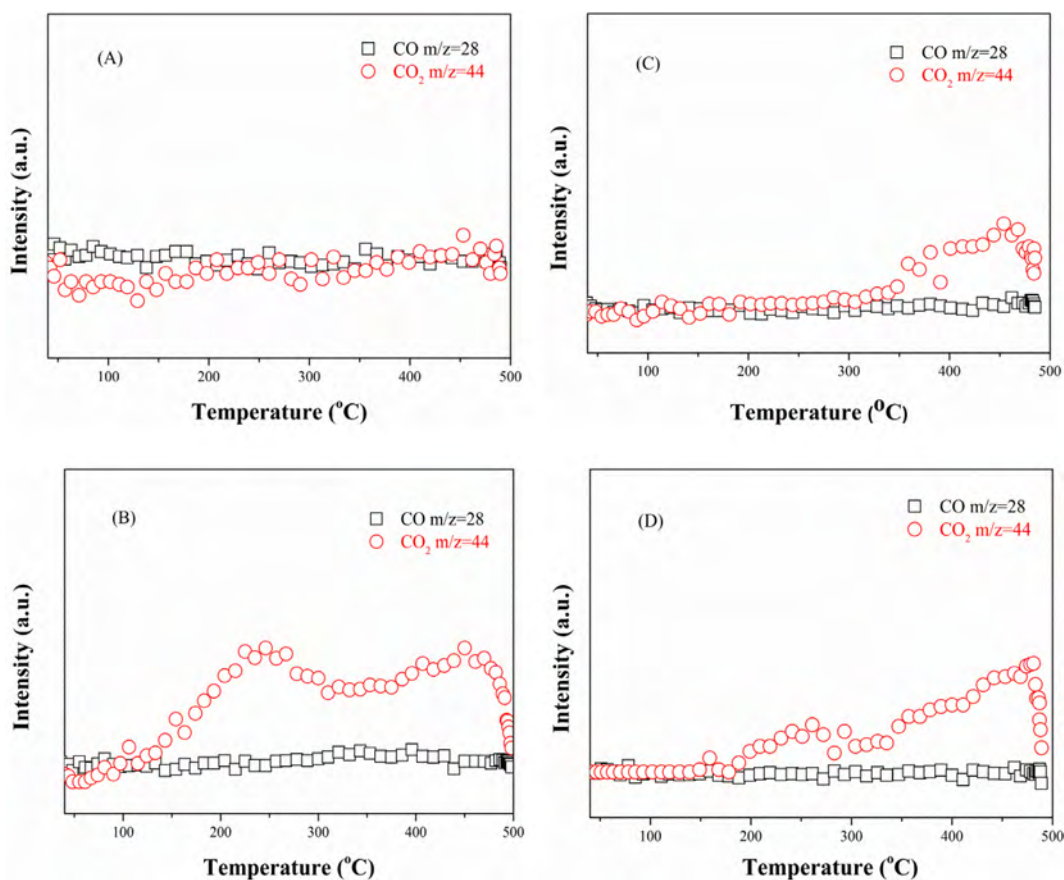 (A)
CO m/z=28
CO₂ m/z=44
Intensity (a.u.)
100 200 300 400 500
Temperature (°C)
(C)
CO m/z=28
CO₂ m/z=44
Intensity (a.u.)
100 200 300 400 500
Temperature (°C)
(B)
CO m/z=28
CO₂ m/z=44
Intensity (a.u.)
100 200 300 400 500
Temperature (°C)
(D)
CO m/z=28
CO₂ m/z=44
Intensity (a.u.)
100 200 300 400 500
Temperature (°C)